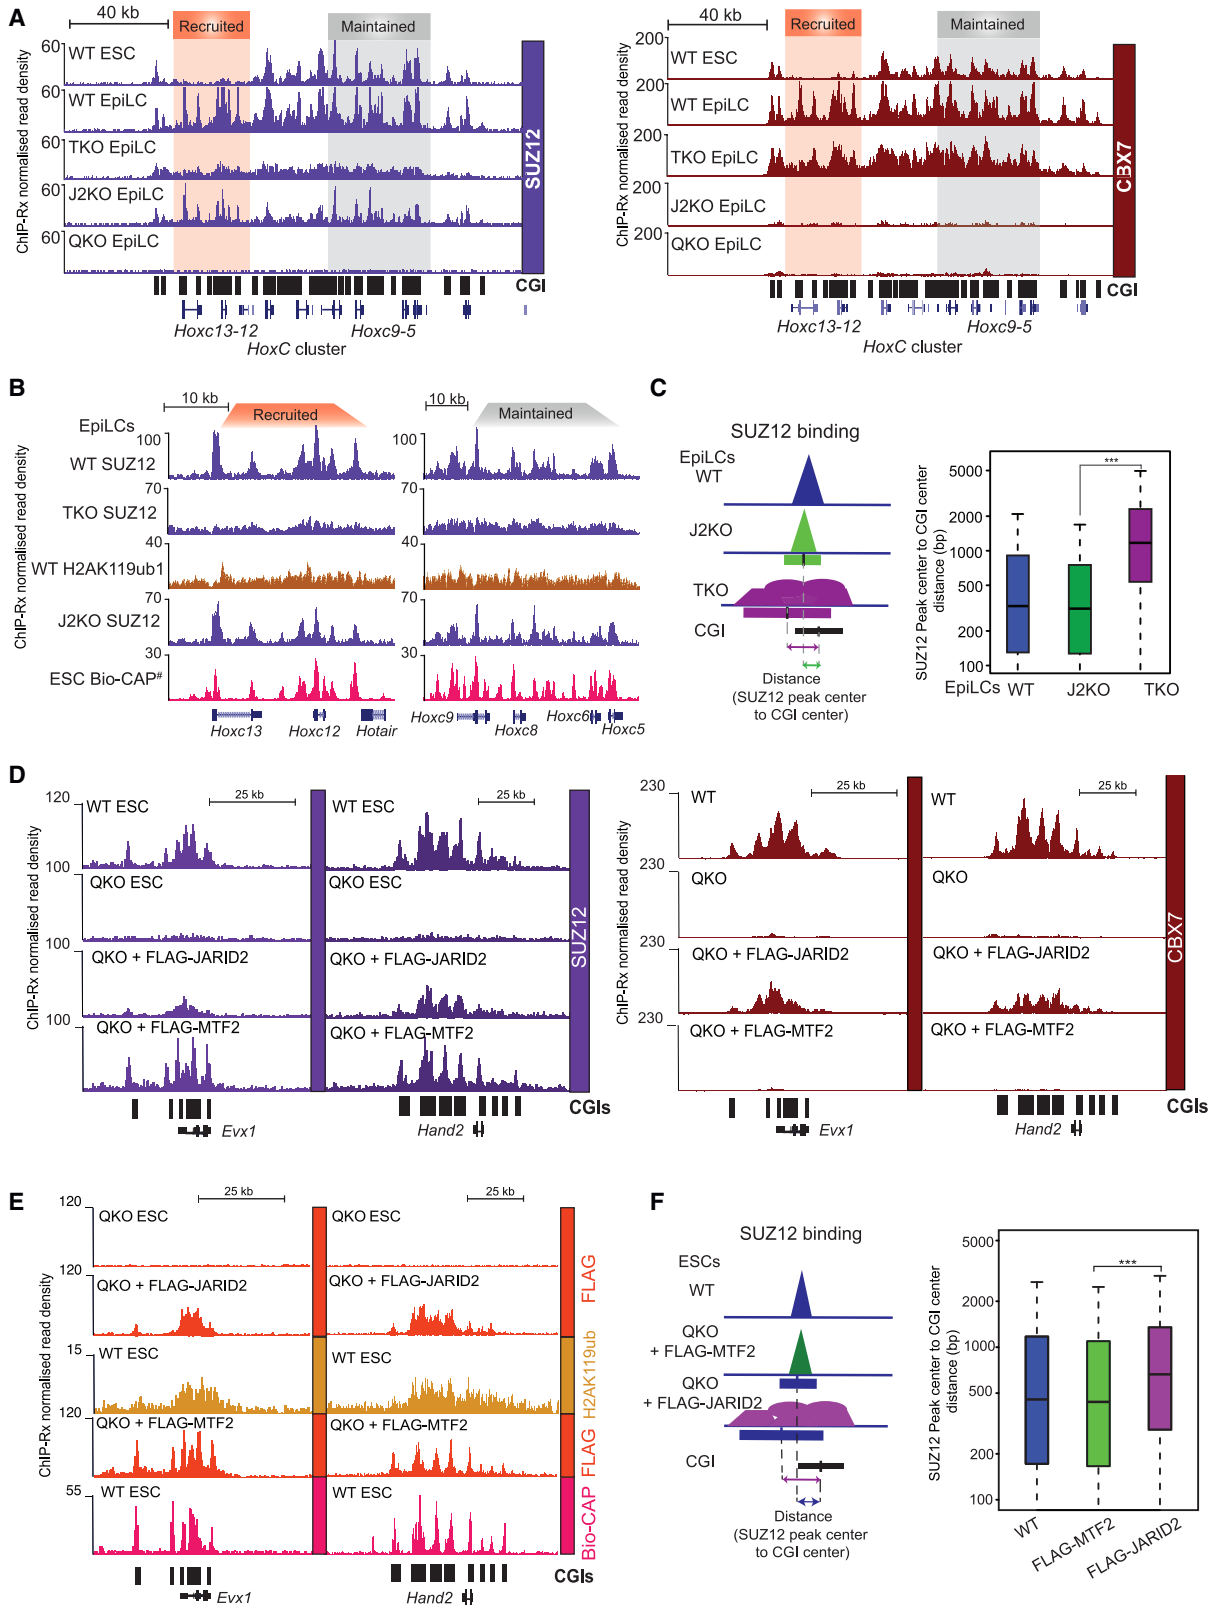 A
40 kb
Recruited
Maintained
ChIP-Rx normalised read density
60
WT ESC
60
WT EpiLC
60
TKO EpiLC
60
J2KO EpiLC
60
QKO EpiLC
SUZ12
CGI
Hoxc13-12
Hoxc9-5
HoxC cluster
40 kb
Recruited
Maintained
ChIP-Rx normalised read density
200
WT ESC
200
WT EpiLC
200
TKO EpiLC
200
J2KO EpiLC
200
QKO EpiLC
CBX7
CGI
Hoxc13-12
Hoxc9-5
HoxC cluster
B
10 kb
Recruited
10 kb
Maintained
EpiLCs
ChIP-Rx normalised read density
100
100
WT SUZ12
70
70
TKO SUZ12
40
40
WT H2AK119ub1
70
70
J2KO SUZ12
30
30
ESC Bio-CAP#
Hoxc13
Hoxc12
Hotair
Hoxc9
Hoxc8
Hoxc6
Hoxc5
C
SUZ12 binding
EpiLCs
WT
J2KO
TKO
CGI
Distance
(SUZ12 peak center
to CGI center)
SUZ12 Peak center to CGI center
distance (bp)
5000
2000
1000
500
200
100
***
EpiLCs
WT
J2KO
TKO
D
ChIP-Rx normalised read density
120
WT ESC
25 kb
WT ESC
25 kb
100
QKO ESC
QKO ESC
100
QKO + FLAG-JARID2
QKO + FLAG-JARID2
100
QKO + FLAG-MTF2
QKO + FLAG-MTF2
SUZ12
CGIs
Evx1
Hand2
ChIP-Rx normalised read density
230
WT
25 kb
WT
25 kb
230
QKO
QKO
230
QKO + FLAG-JARID2
QKO + FLAG-JARID2
230
QKO + FLAG-MTF2
QKO + FLAG-MTF2
CBX7
CGIs
Evx1
Hand2
E
ChIP-Rx normalised read density
120
25 kb
25 kb
QKO ESC
QKO ESC
120
QKO + FLAG-JARID2
QKO + FLAG-JARID2
FLAG
15
WT ESC
WT ESC
H2AK119ub
120
QKO + FLAG-MTF2
QKO + FLAG-MTF2
FLAG
55
WT ESC
WT ESC
Bio-CAP
CGIs
Evx1
Hand2
F
SUZ12 binding
ESCs
WT
QKO
+ FLAG-MTF2
QKO
+ FLAG-JARID2
CGI
Distance
(SUZ12 peak center
to CGI center)
SUZ12 Peak center to CGI center
distance (bp)
5000
2000
1000
500
200
100
***
WT
FLAG-MTF2
FLAG-JARID2